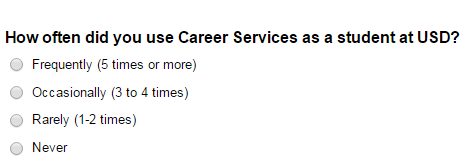 How often did you use Career Services as a student at USD?
Frequently (5 times or more)
Occasionally (3 to 4 times)
Rarely (1-2 times)
Never